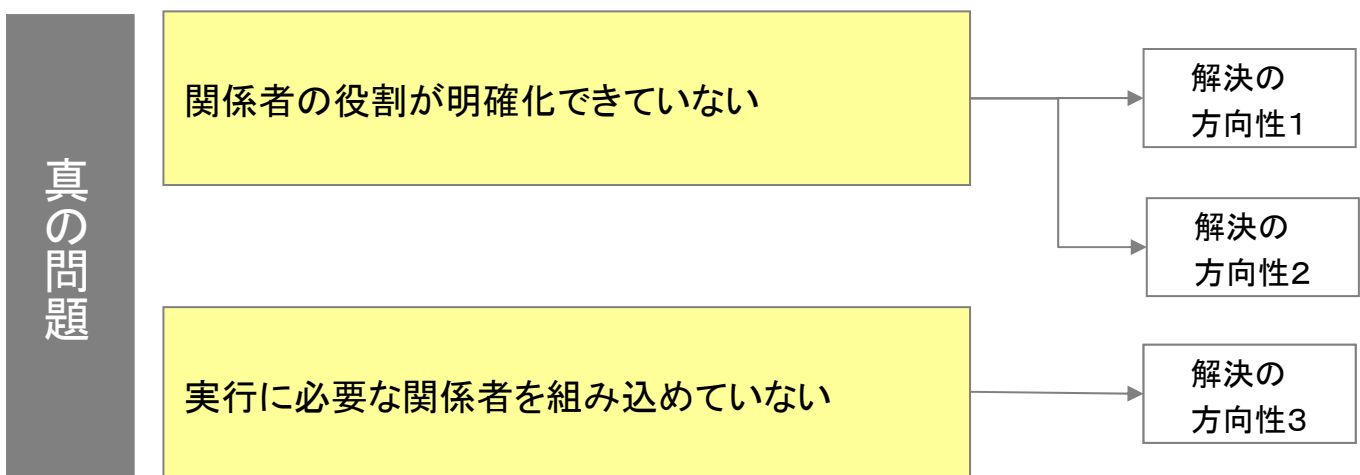 真の問題
関係者の役割が明確化できていない
解決の
方向性1
解決の
方向性2
実行に必要な関係者を組み込めていない
解決の
方向性3